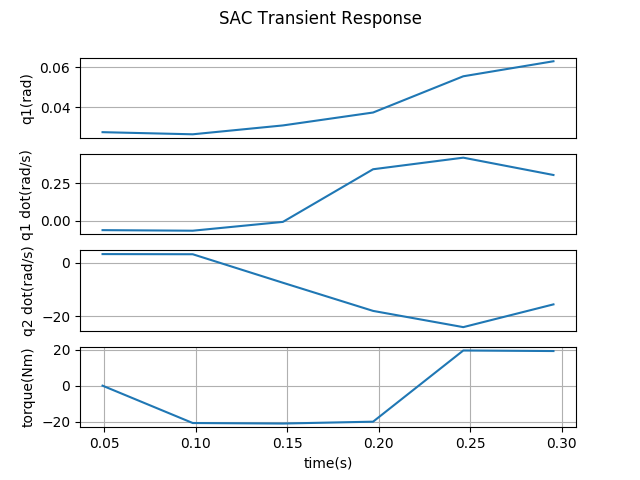 SAC Transient Response
0.06
0.04
q1(rad)
0.25
0.00
q1 dot(rad/s)
0
−20
q2 dot(rad/s)
20
0
−20
torque(Nm)
0.05 0.10 0.15 0.20 0.25 0.30
time(s)